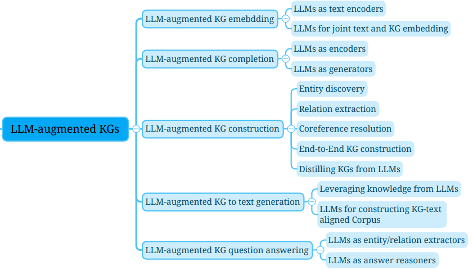 LLM-augmented KGs
LLM-augmented KG emebdding
LLMs as text encoders
LLMs for joint text and KG embedding
LLM-augmented KG completion
LLMs as encoders
LLMs as generators
LLM-augmented KG construction
Entity discovery
Relation extraction
Coreference resolution
End-to-End KG construction
Distilling KGs from LLMs
LLM-augmented KG to text generation
Leveraging knowledge from LLMs
LLMs for constructing KG-text
aligned Corpus
LLM-augmented KG question answering
LLMs as entity/relation extractors
LLMs as answer reasoners